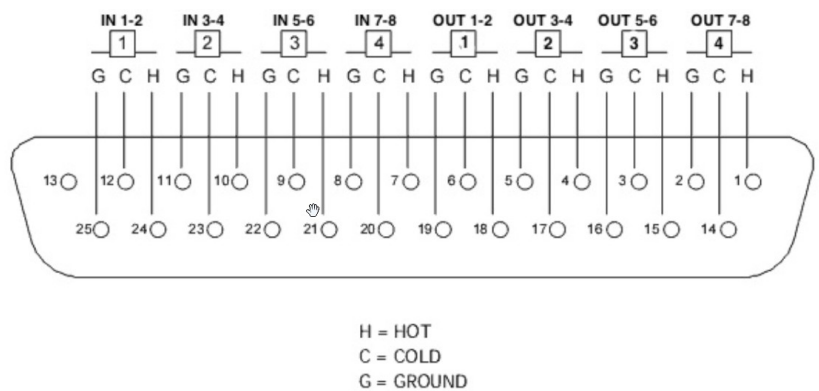 IN 1-2 IN 3-4 IN 5-6 IN 7-8 OUT 1-2 OUT 3-4 OUT 5-6 OUT 7-8
1 2 3 4 1 2 3 4
G C H G C H G C H G C H G C H G C H G C H G C H
13 12 11 10 9 8 7 6 5 4 3 2 1
25 24 23 22 21 20 19 18 17 16 15 14
H = HOT
C = COLD
G = GROUND